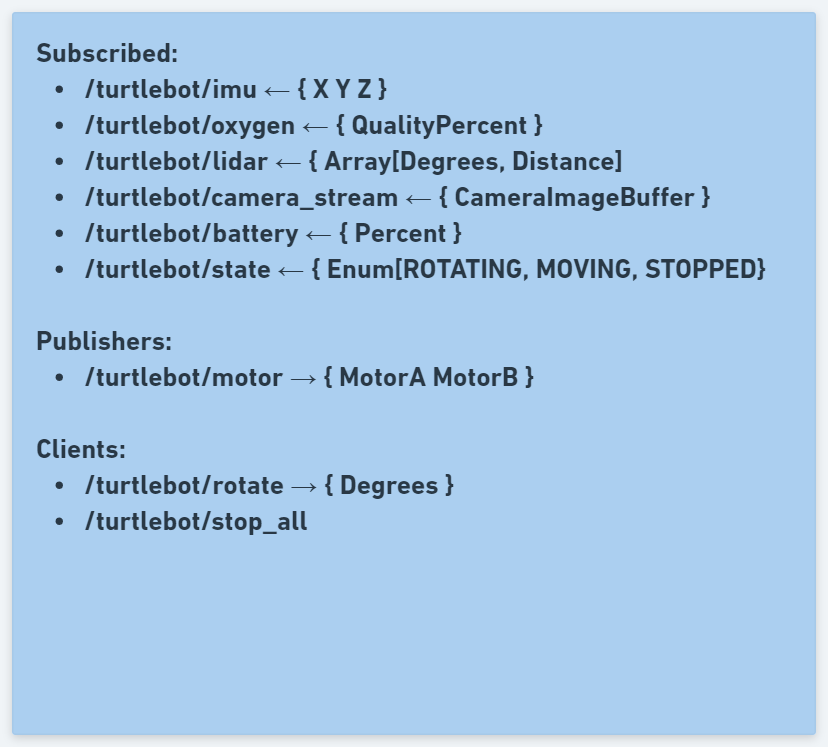 Subscribed:
• /turtlebot/imu ← { X Y Z }
• /turtlebot/oxygen ← { QualityPercent }
• /turtlebot/lidar ← { Array[Degrees, Distance]
• /turtlebot/camera_stream ← { CameraImageBuffer }
• /turtlebot/battery ← { Percent }
• /turtlebot/state ← { Enum[ROTATING, MOVING, STOPPED}
Publishers:
• /turtlebot/motor → { MotorA MotorB }
Clients:
• /turtlebot/rotate → { Degrees }
• /turtlebot/stop_all